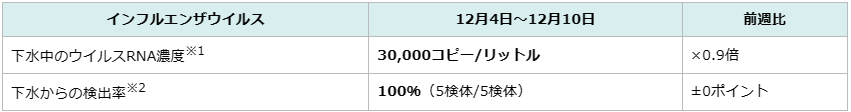 インフルエンザウイルス 12月4日～12月10日 前週比
下水中のウイルスRNA濃度※1 30,000コピー/リットル ×0.9倍
下水からの検出率※2 100%（5検体/5検体） ±0ポイント